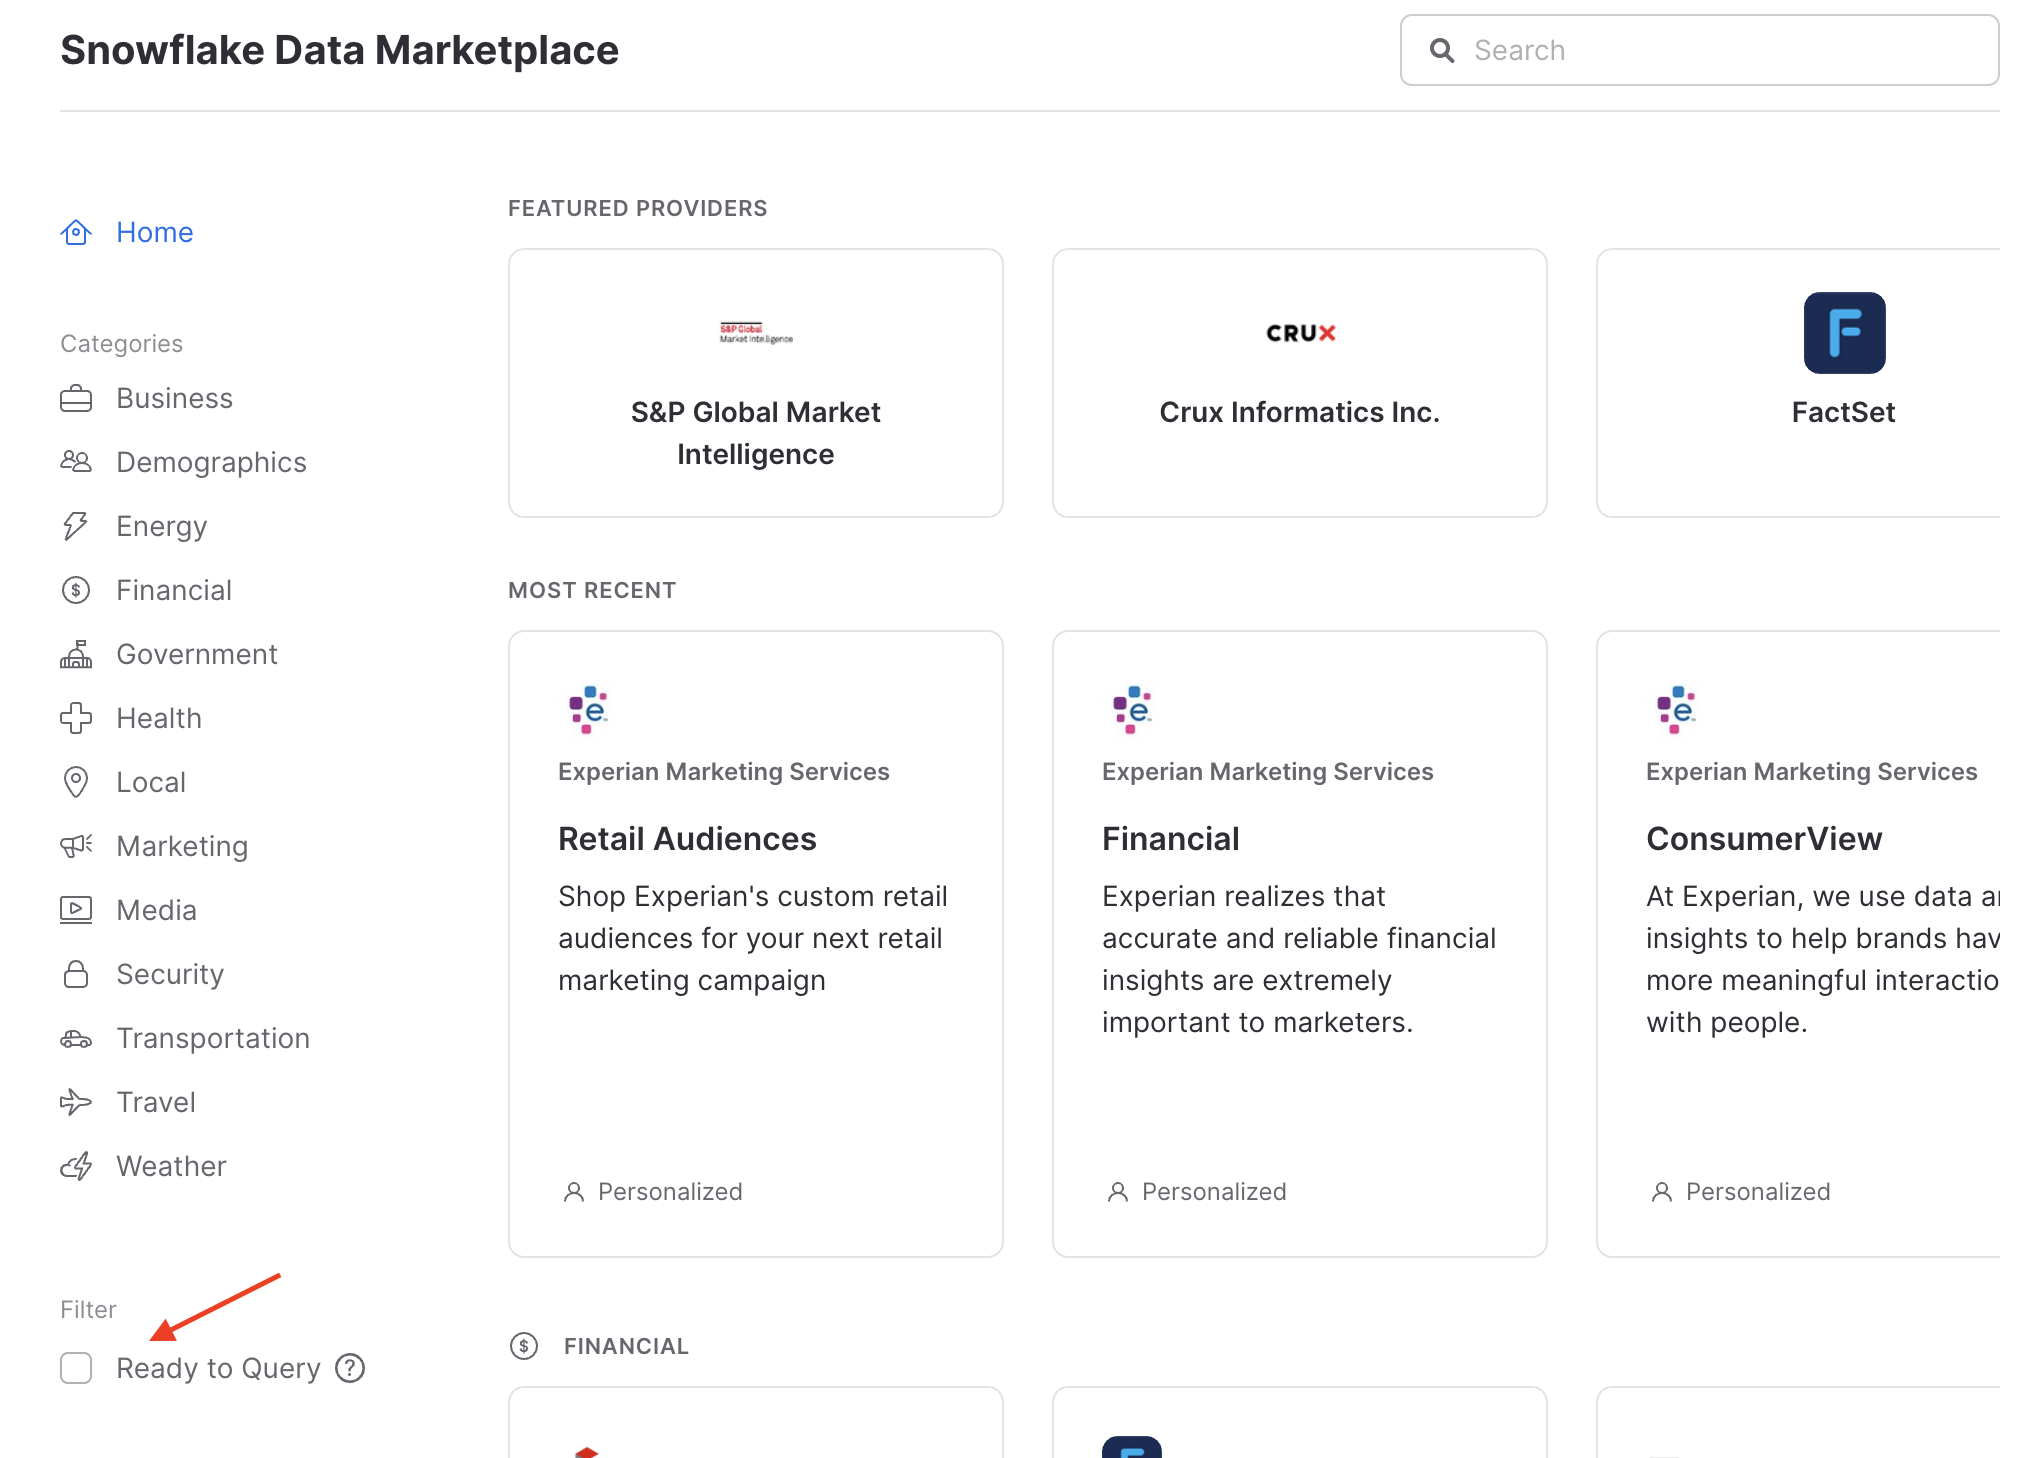 Snowflake Data Marketplace
Search
Home
Categories
Business
Demographics
Energy
Financial
Government
Health
Local
Marketing
Media
Security
Transportation
Travel
Weather
Filter
Ready to Query
FEATURED PROVIDERS
S&P Global
Market Intelligence
S&P Global Market
Intelligence
CRUX
Crux Informatics Inc.
F
FactSet
MOST RECENT
e
Experian Marketing Services
Retail Audiences
Shop Experian's custom retail
audiences for your next retail
marketing campaign
Personalized
e
Experian Marketing Services
Financial
Experian realizes that
accurate and reliable financial
insights are extremely
important to marketers.
Personalized
e
Experian Marketing Services
ConsumerView
At Experian, we use data a
insights to help brands hav
more meaningful interactio
with people.
Personalized
FINANCIAL
F